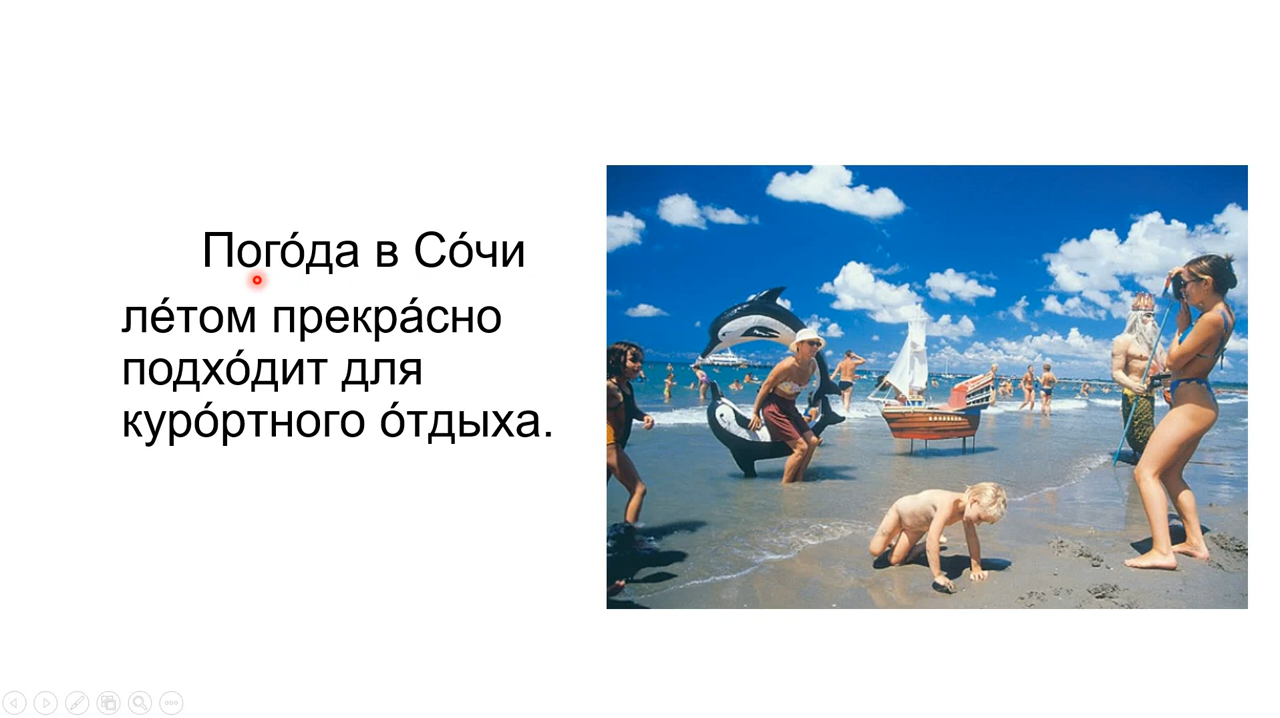 Пого́да в Со́чи
ле́том прекра́сно
подхо́дит для
куро́ртного о́тдыха.